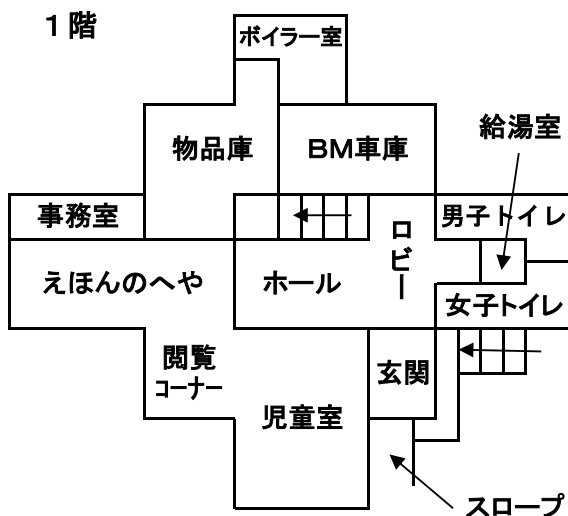 １階
ボイラー室
給湯室
物品庫
ＢＭ車庫
事務室
ロビー
男子トイレ
えほんのへや
ホール
女子トイレ
閲覧
コーナー
玄関
児童室
スロープ